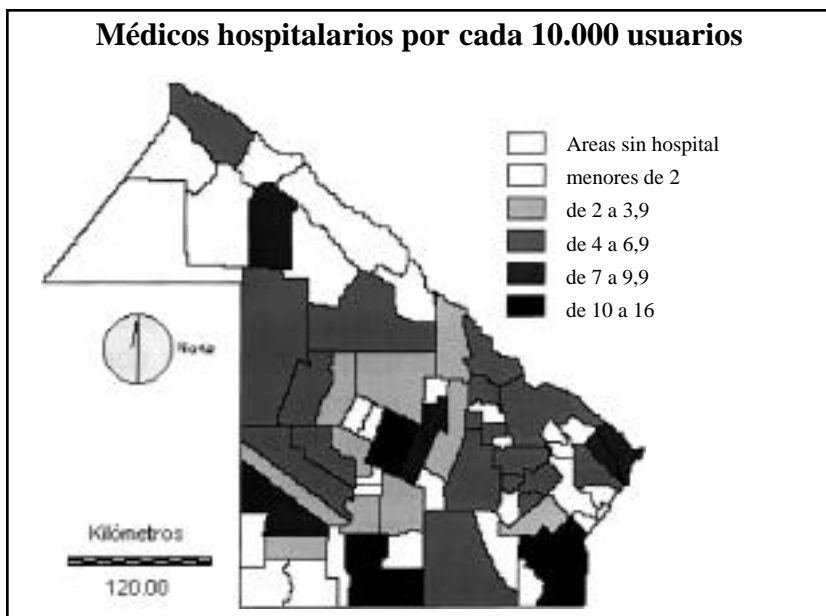 Médicos hospitalarios por cada 10.000 usuarios
Areas sin hospital
menores de 2
de 2 a 3,9
de 4 a 6,9
de 7 a 9,9
de 10 a 16
Norte
Kilómetros
120.00